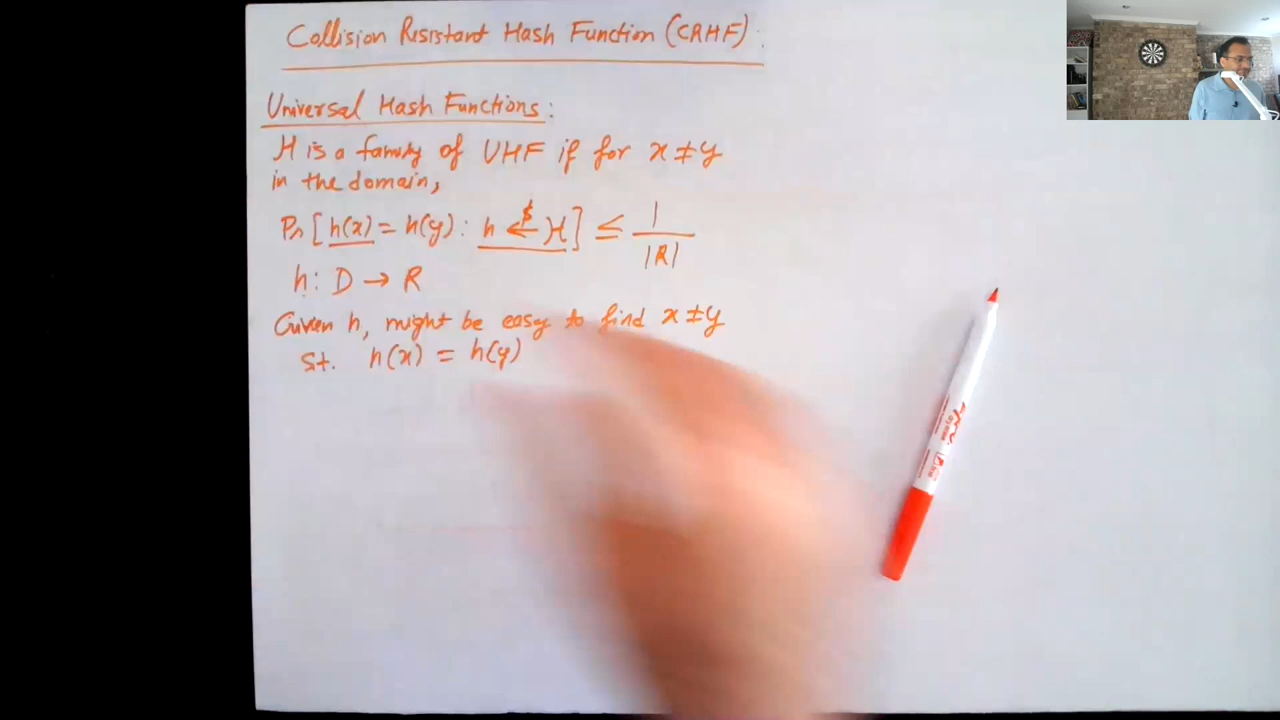 Collision Resistant Hash Function (CRHF):
Universal Hash Functions:
H is a family of UHF if for x ≠ y
in the domain,
Pr [ h(x) = h(y) : h ←$ H ] ≤ 1/|R|
h : D → R
Given h, might be easy to find x ≠ y
St. h(x) = h(y)